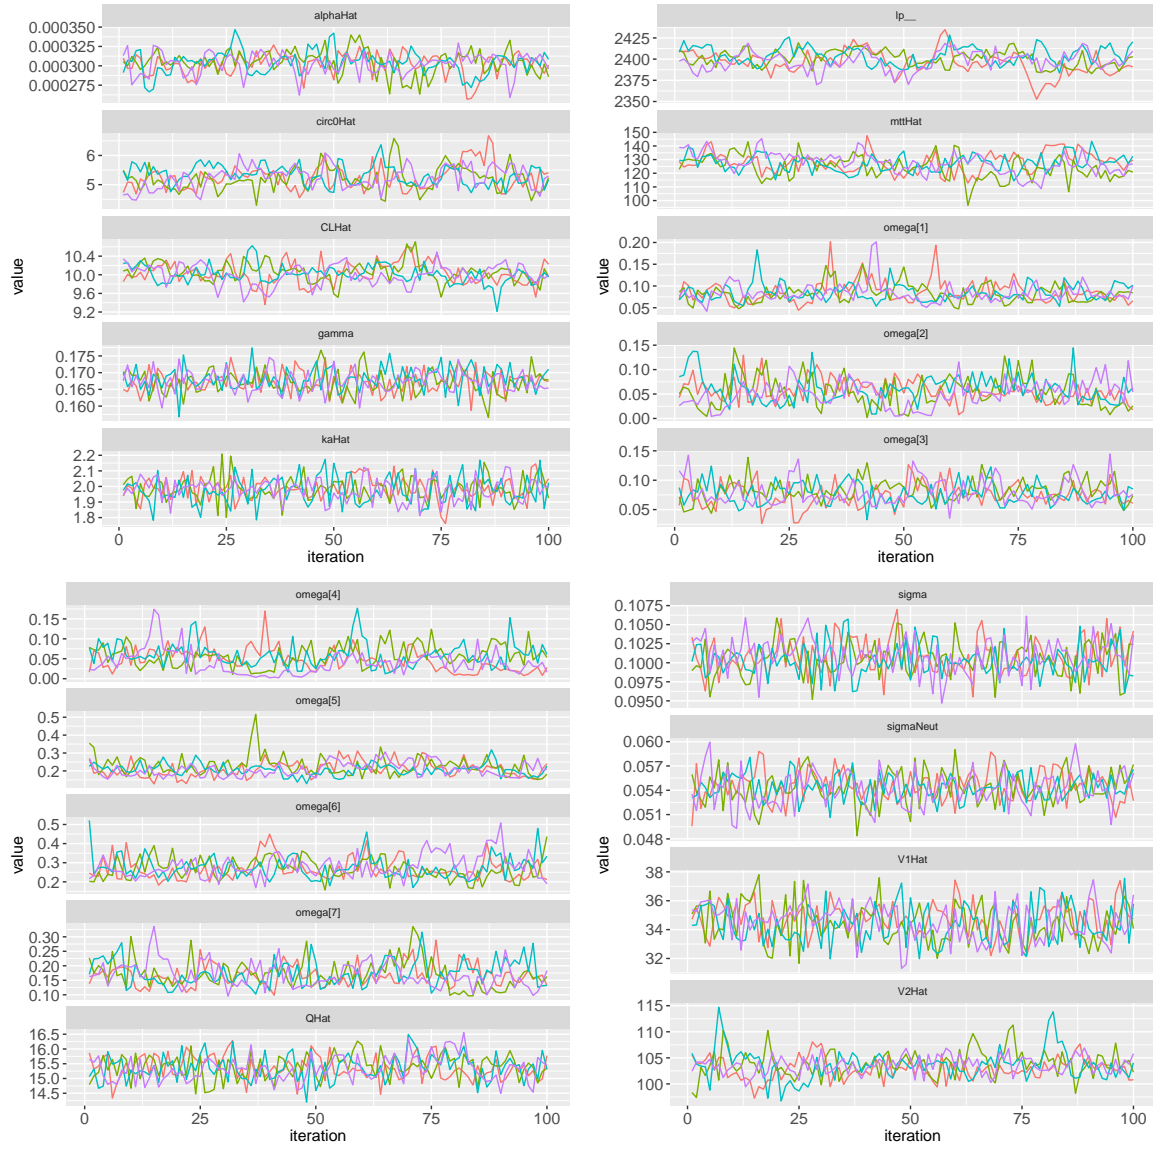 alphaHat
0.000350
0.000325
0.000300
0.000275
circ0Hat
6
5
CLHat
10.4
10.0
9.6
9.2
gamma
0.175
0.170
0.165
0.160
kaHat
2.2
2.1
2.0
1.9
1.8
0 25 50 75 100
iteration
value
lp__
2425
2400
2375
2350
mttHat
150
140
130
120
110
100
omega[1]
0.20
0.15
0.10
0.05
omega[2]
0.15
0.10
0.05
0.00
omega[3]
0.15
0.10
0.05
0 25 50 75 100
iteration
value
omega[4]
0.15
0.10
0.05
0.00
omega[5]
0.5
0.4
0.3
0.2
omega[6]
0.5
0.4
0.3
0.2
omega[7]
0.30
0.25
0.20
0.15
0.10
QHat
16.5
16.0
15.5
15.0
14.5
0 25 50 75 100
iteration
value
sigma
0.1075
0.1050
0.1025
0.1000
0.0975
0.0950
sigmaNeut
0.060
0.057
0.054
0.051
0.048
V1Hat
38
36
34
32
V2Hat
115
110
105
100
0 25 50 75 100
iteration
value